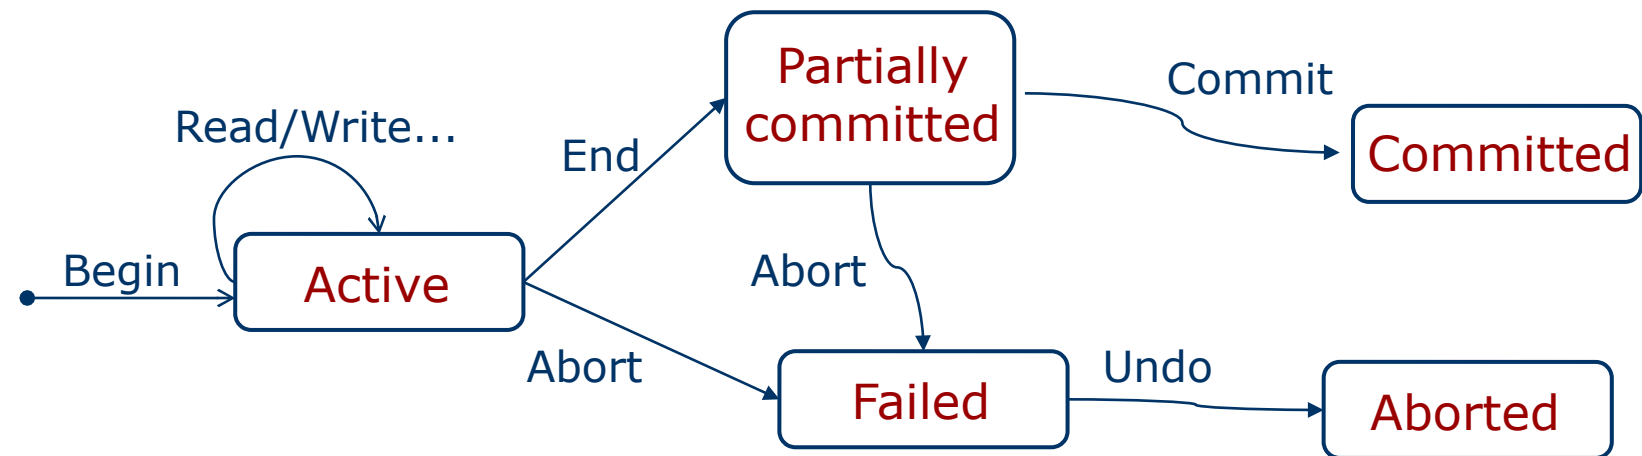 Partially
committed
Commit
Read/Write...
End
Committed
Begin
Active
Abort
Abort
Failed
Undo
Aborted